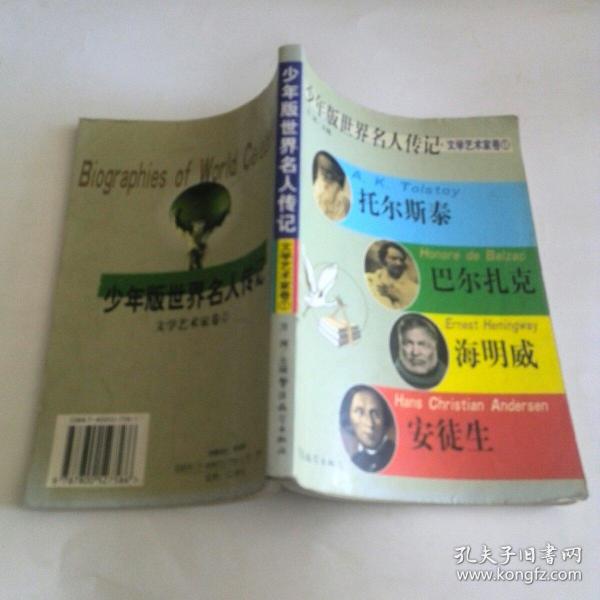 Biographies of World
少年版世界名人传记
文学艺术家卷
少年版世界名人传记
文学艺术家卷
少年版世界名人传记·文学艺术家卷
A. K. Tolstoy
托尔斯泰
Honore de Balzac
巴尔扎克
Ernest Hemingway
海明威
Hans Christian Andersen
安徒生
孔夫子旧书网
www.kongfz.com